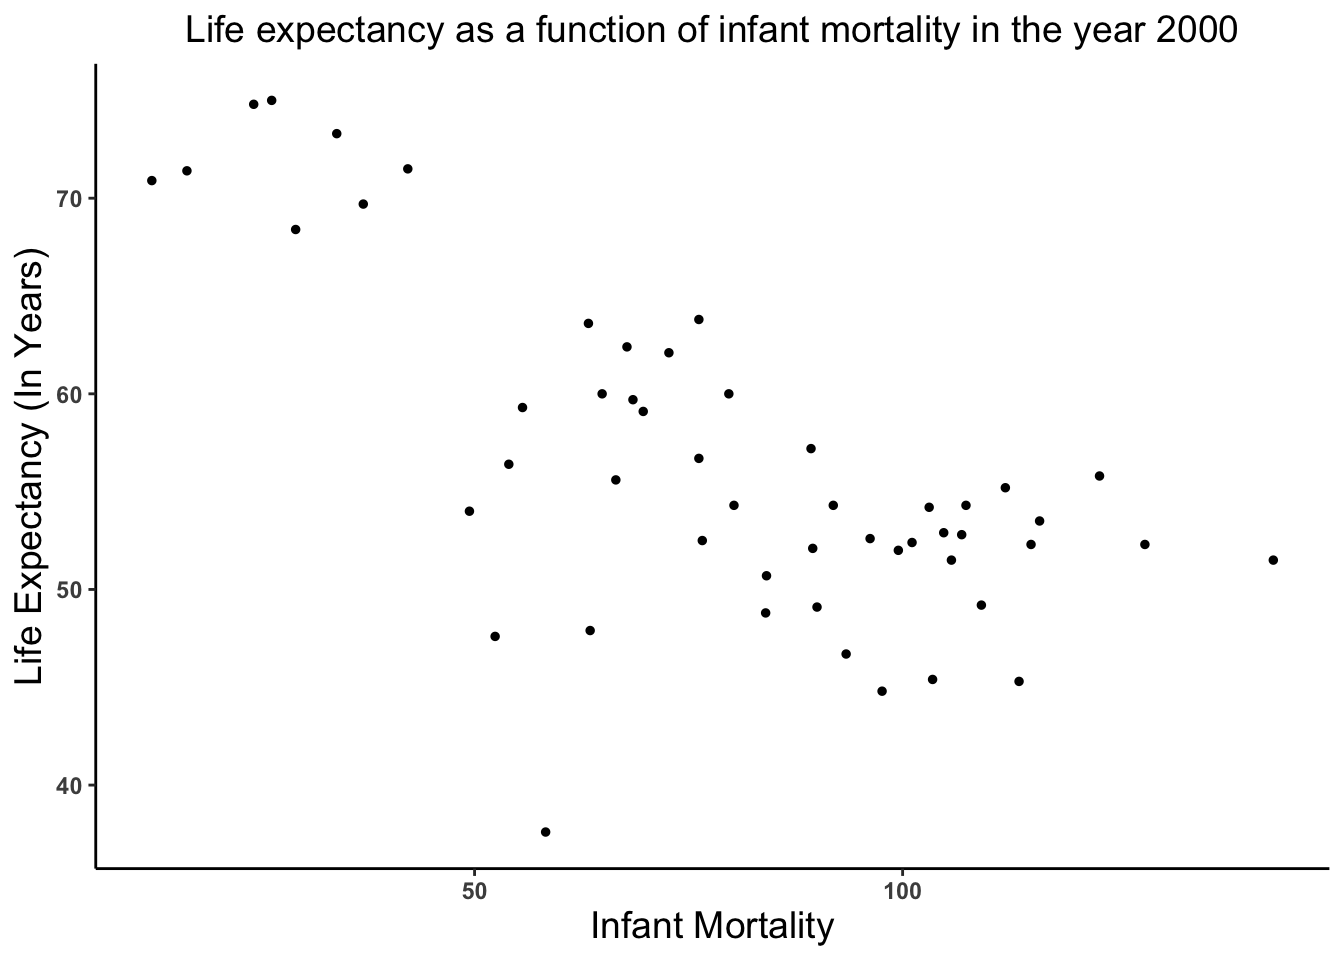 Life expectancy as a function of infant mortality in the year 2000
Life Expectancy (In Years)
70
60
50
40
50
100
Infant Mortality